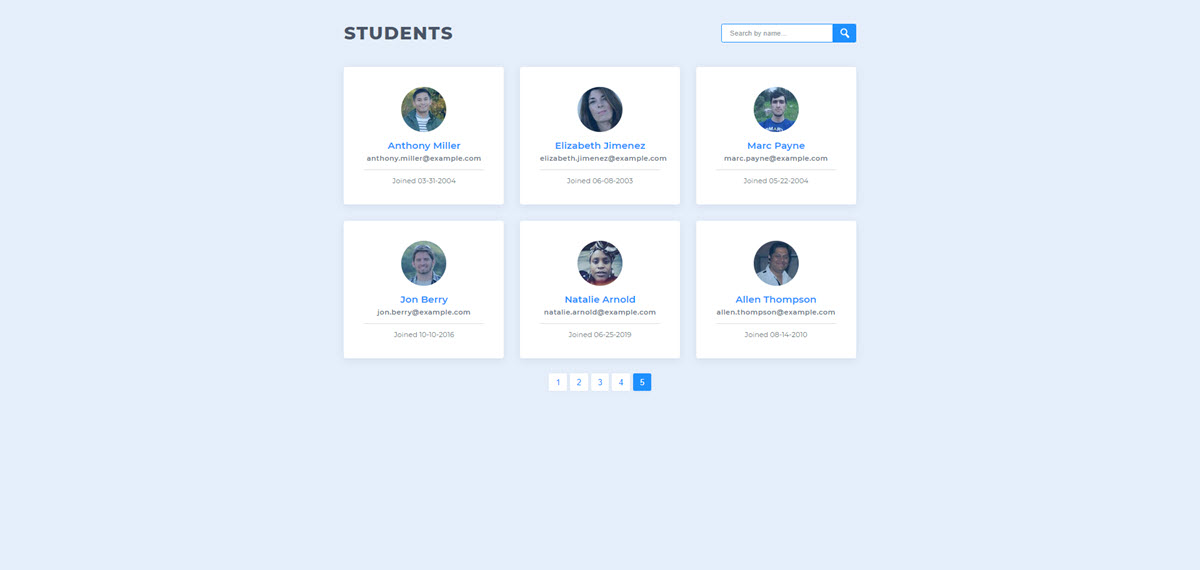 STUDENTS
Search by name...
Anthony Miller
anthony.miller@example.com
Joined 03-31-2004
Elizabeth Jimenez
elizabeth.jimenez@example.com
Joined 06-08-2003
Marc Payne
marc.payne@example.com
Joined 05-22-2004
Jon Berry
jon.berry@example.com
Joined 10-10-2016
Natalie Arnold
natalie.arnold@example.com
Joined 06-25-2019
Allen Thompson
allen.thompson@example.com
Joined 08-14-2010
1 2 3 4 5